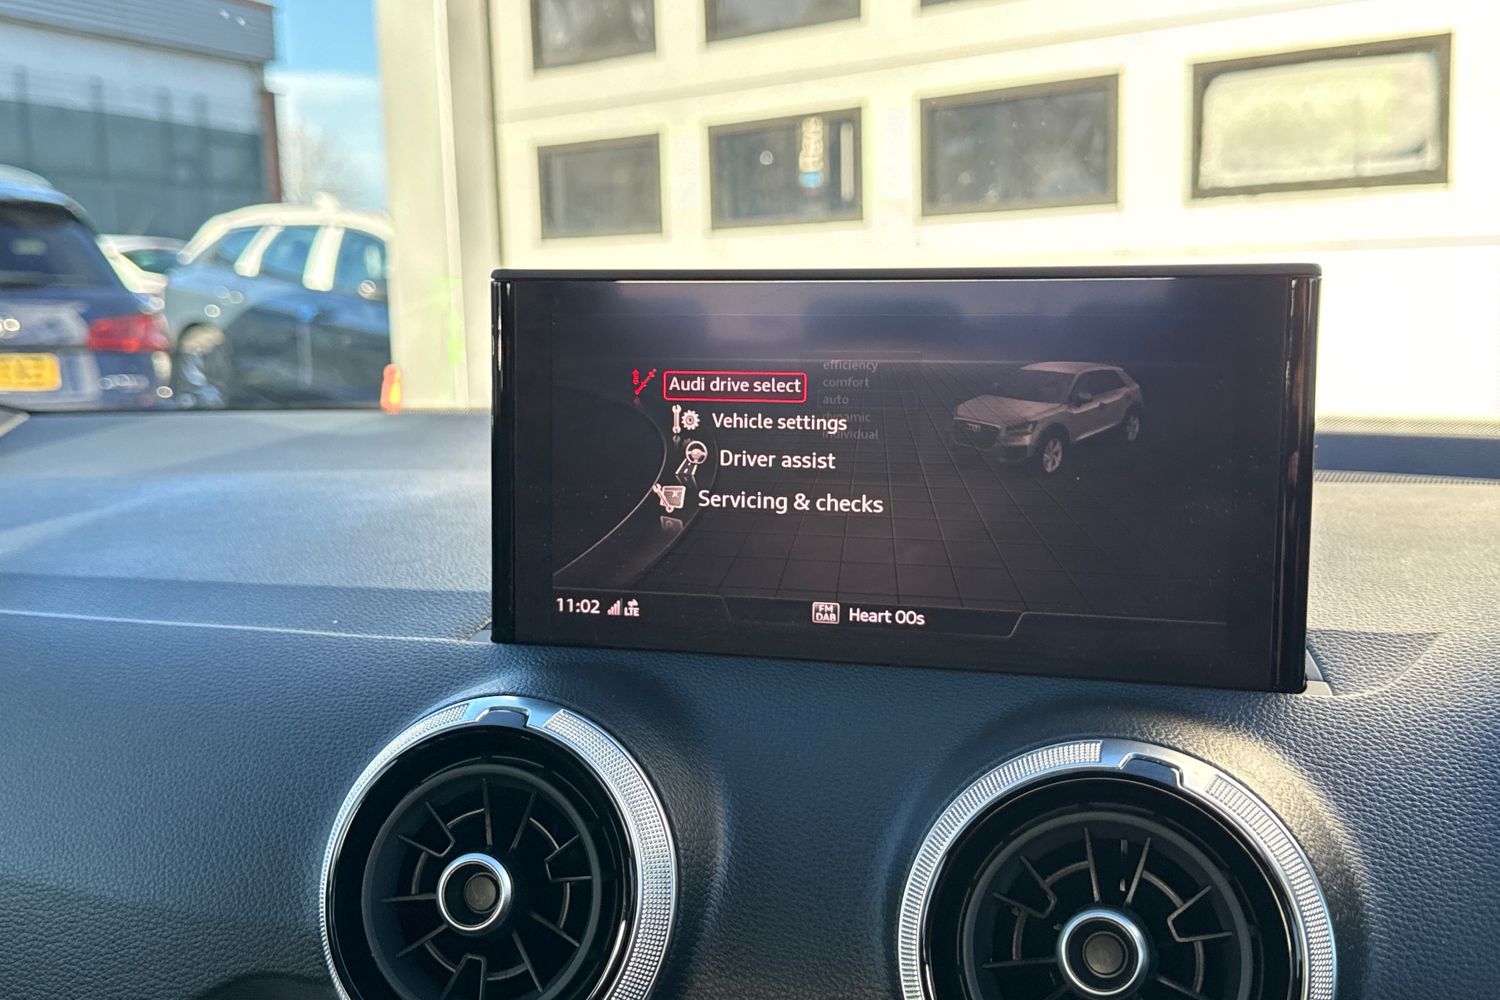 efficiency
comfort
auto
dynamic
individual
Audi drive select
Vehicle settings
Driver assist
Servicing & checks
11:02
LTE
FM
DAB
Heart 00s